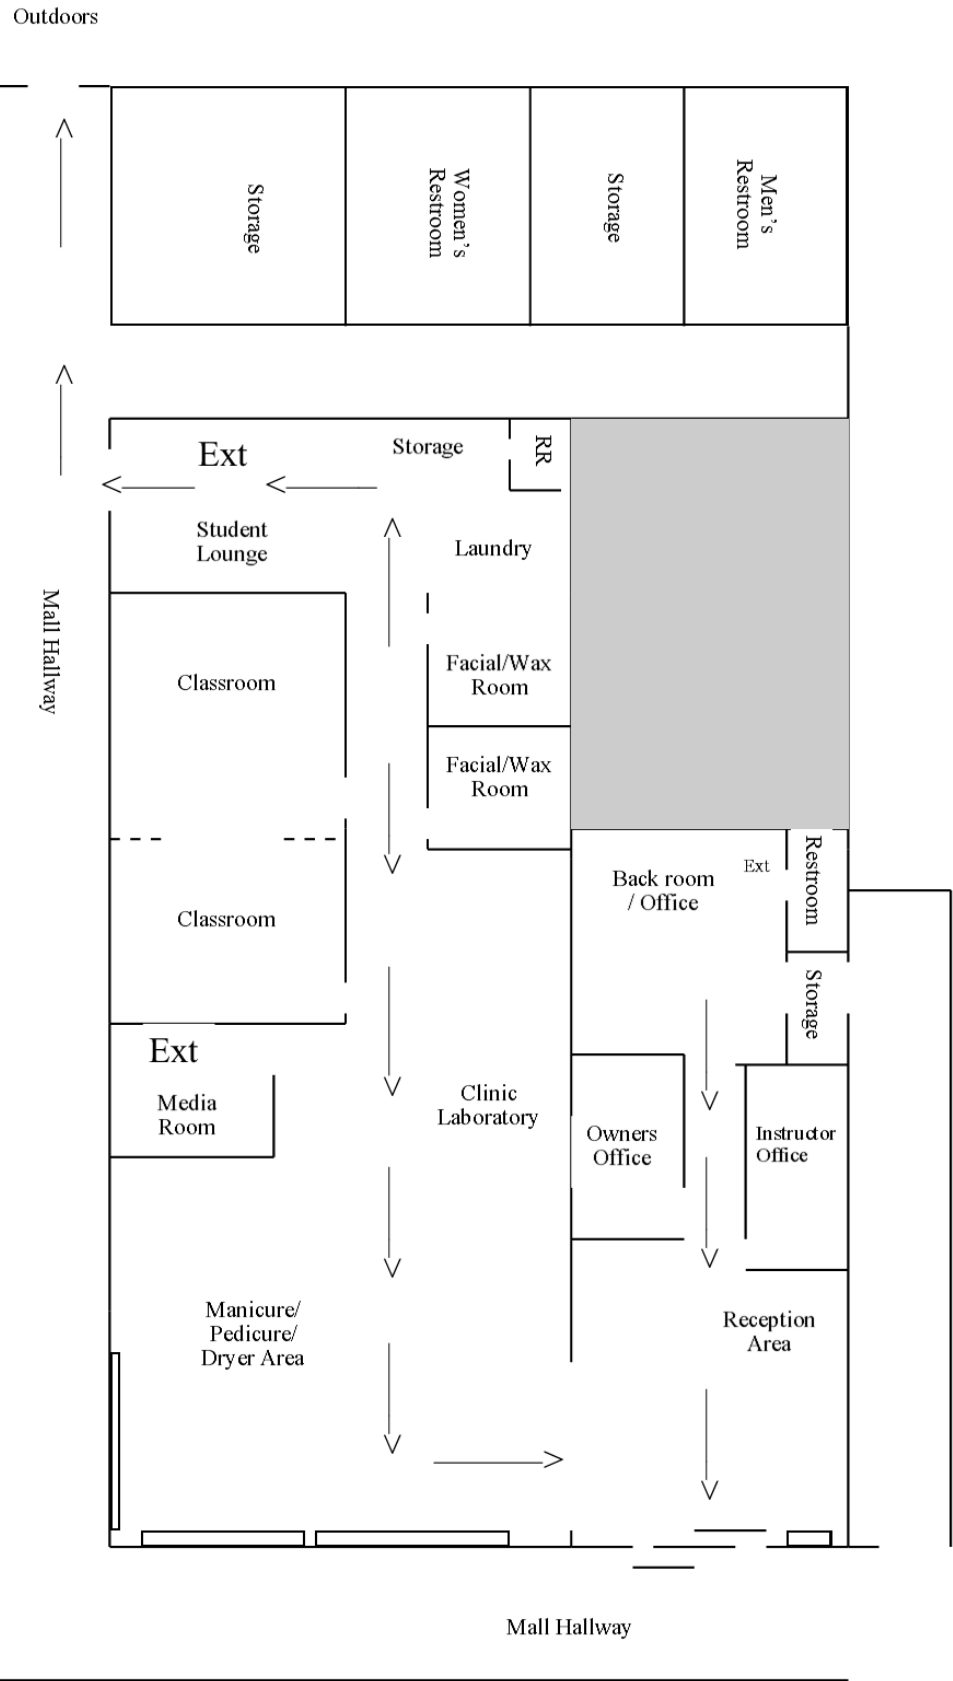 Outdoors
Storage
Women's
Restroom
Storage
Men's
Restroom
Ext
Storage
RR
Student
Lounge
Laundry
Mall Hallway
Classroom
Facial/Wax
Room
Facial/Wax
Room
Classroom
Back room
/ Office
Ext
Restroom
Storage
Ext
Media
Room
Clinic
Laboratory
Owners
Office
Instructor
Office
Manicure/
Pedicure/
Dryer Area
Reception
Area
Mall Hallway